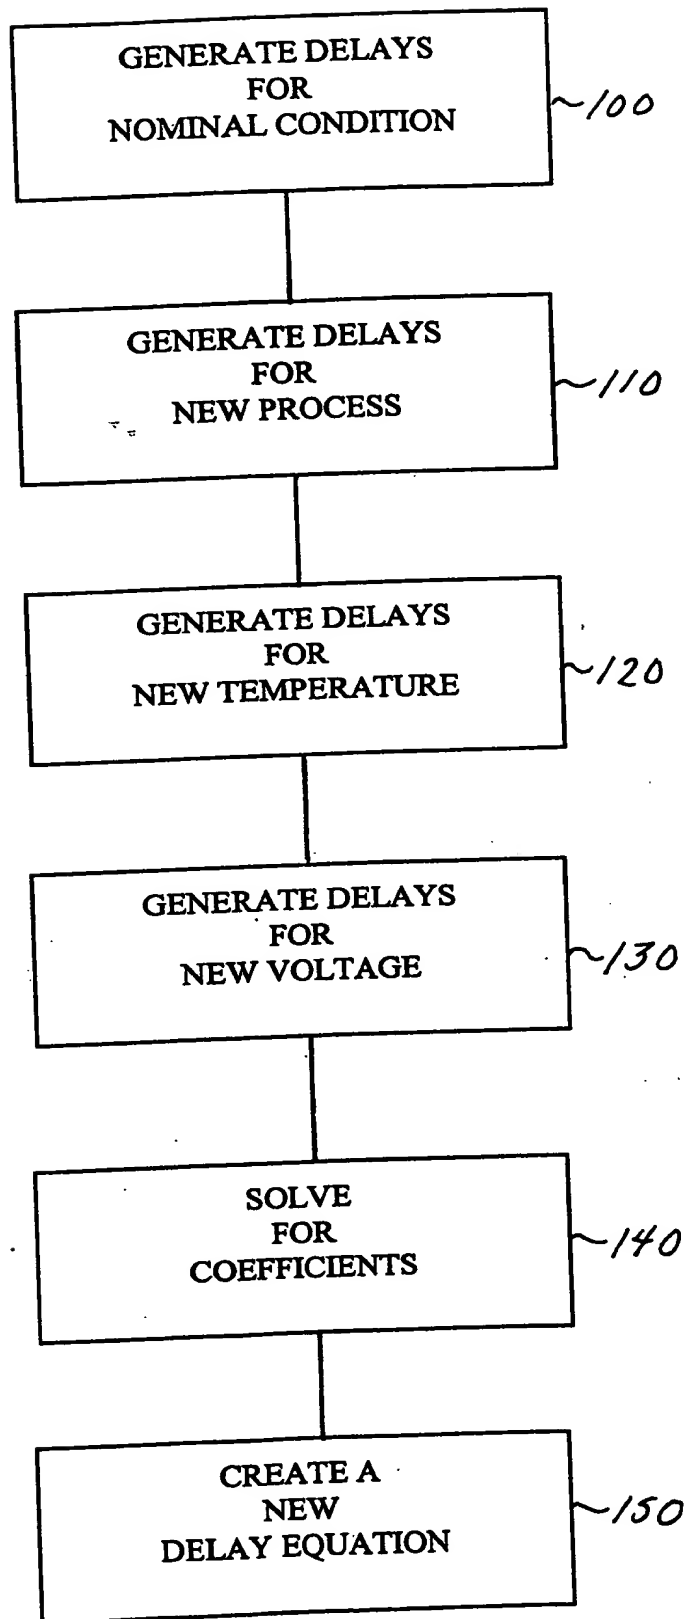 GENERATE DELAYS
FOR
NOMINAL CONDITION
100
GENERATE DELAYS
FOR
NEW PROCESS
110
GENERATE DELAYS
FOR
NEW TEMPERATURE
120
GENERATE DELAYS
FOR
NEW VOLTAGE
130
SOLVE
FOR
COEFFICIENTS
140
CREATE A
NEW
DELAY EQUATION
150